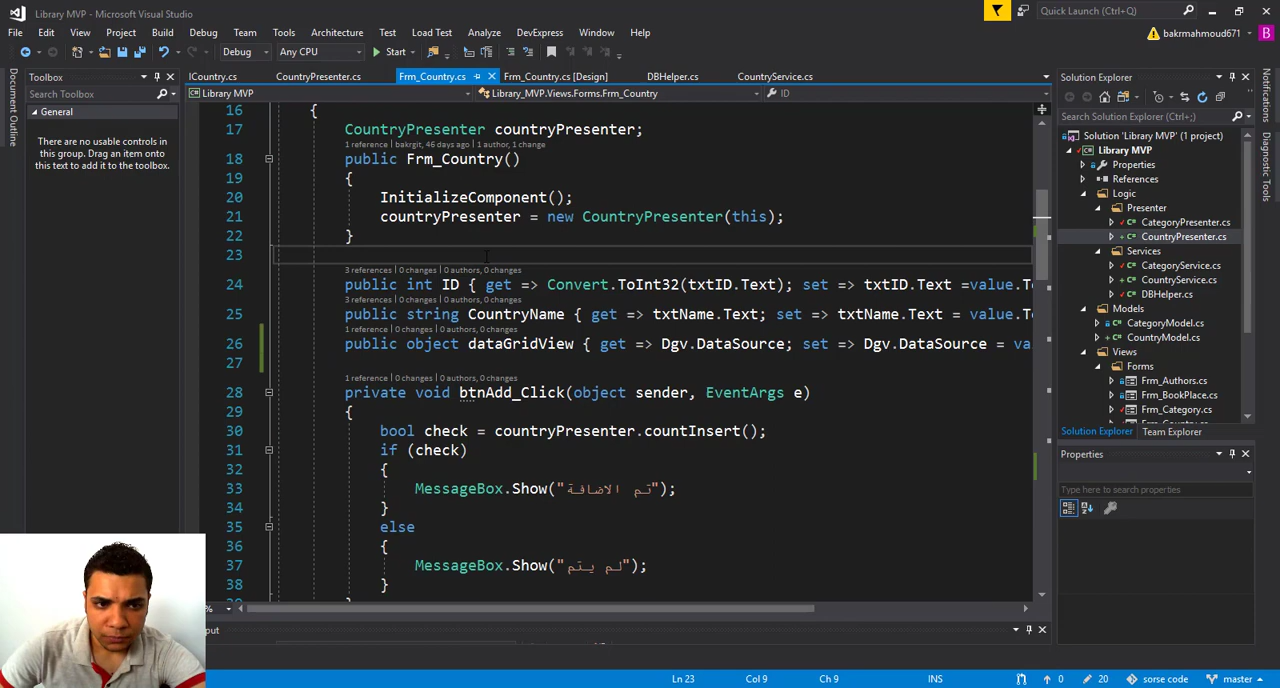 Library MVP - Microsoft Visual Studio
Quick Launch (Ctrl+Q)
File Edit View Project Build Debug Team Tools Architecture Test Load Test Analyze DevExpress Window Help
bakrmahmoud671 B
Debug Any CPU Start
Document Outline
Toolbox
Search Toolbox
General
There are no usable controls in
this group. Drag an item onto
this text to add it to the toolbox.
ICountry.cs CountryPresenter.cs Frm_Country.cs Frm_Country.cs [Design] DBHelper.cs CountryService.cs
Library MVP Library_MVP.Views.Forms.Frm_Country ID
16 {
17 CountryPresenter countryPresenter;
1 reference | bakrgit, 46 days ago | 1 author, 1 change
18 public Frm_Country()
19 {
20 InitializeComponent();
21 countryPresenter = new CountryPresenter(this);
22 }
23
3 references | 0 changes | 0 authors, 0 changes
24 public int ID { get => Convert.ToInt32(txtID.Text); set => txtID.Text =value.To
3 references | 0 changes | 0 authors, 0 changes
25 public string CountryName { get => txtName.Text; set => txtName.Text = value.To
1 reference | 0 changes | 0 authors, 0 changes
26 public object dataGridView { get => Dgv.DataSource; set => Dgv.DataSource = va
27
1 reference | 0 changes | 0 authors, 0 changes
28 private void btnAdd_Click(object sender, EventArgs e)
29 {
30 bool check = countryPresenter.countInsert();
31 if (check)
32 {
33 MessageBox.Show("تم الاضافة");
34 }
35 else
36 {
37 MessageBox.Show("لم يتم");
38 }
%
Solution Explorer
Search Solution Explorer (Ctrl+;)
Solution 'Library MVP' (1 project)
Library MVP
Properties
References
Logic
Presenter
CategoryPresenter.cs
CountryPresenter.cs
Services
CategoryService.cs
CountryService.cs
DBHelper.cs
Models
CategoryModel.cs
CountryModel.cs
Views
Forms
Frm_Authors.cs
Frm_BookPlace.cs
Frm_Category.cs
Solution Explorer Team Explorer
Properties
Type here to search properties
Notifications
Diagnostic Tools
Ln 23 Col 9 Ch 9 INS 0 20 sorse code master